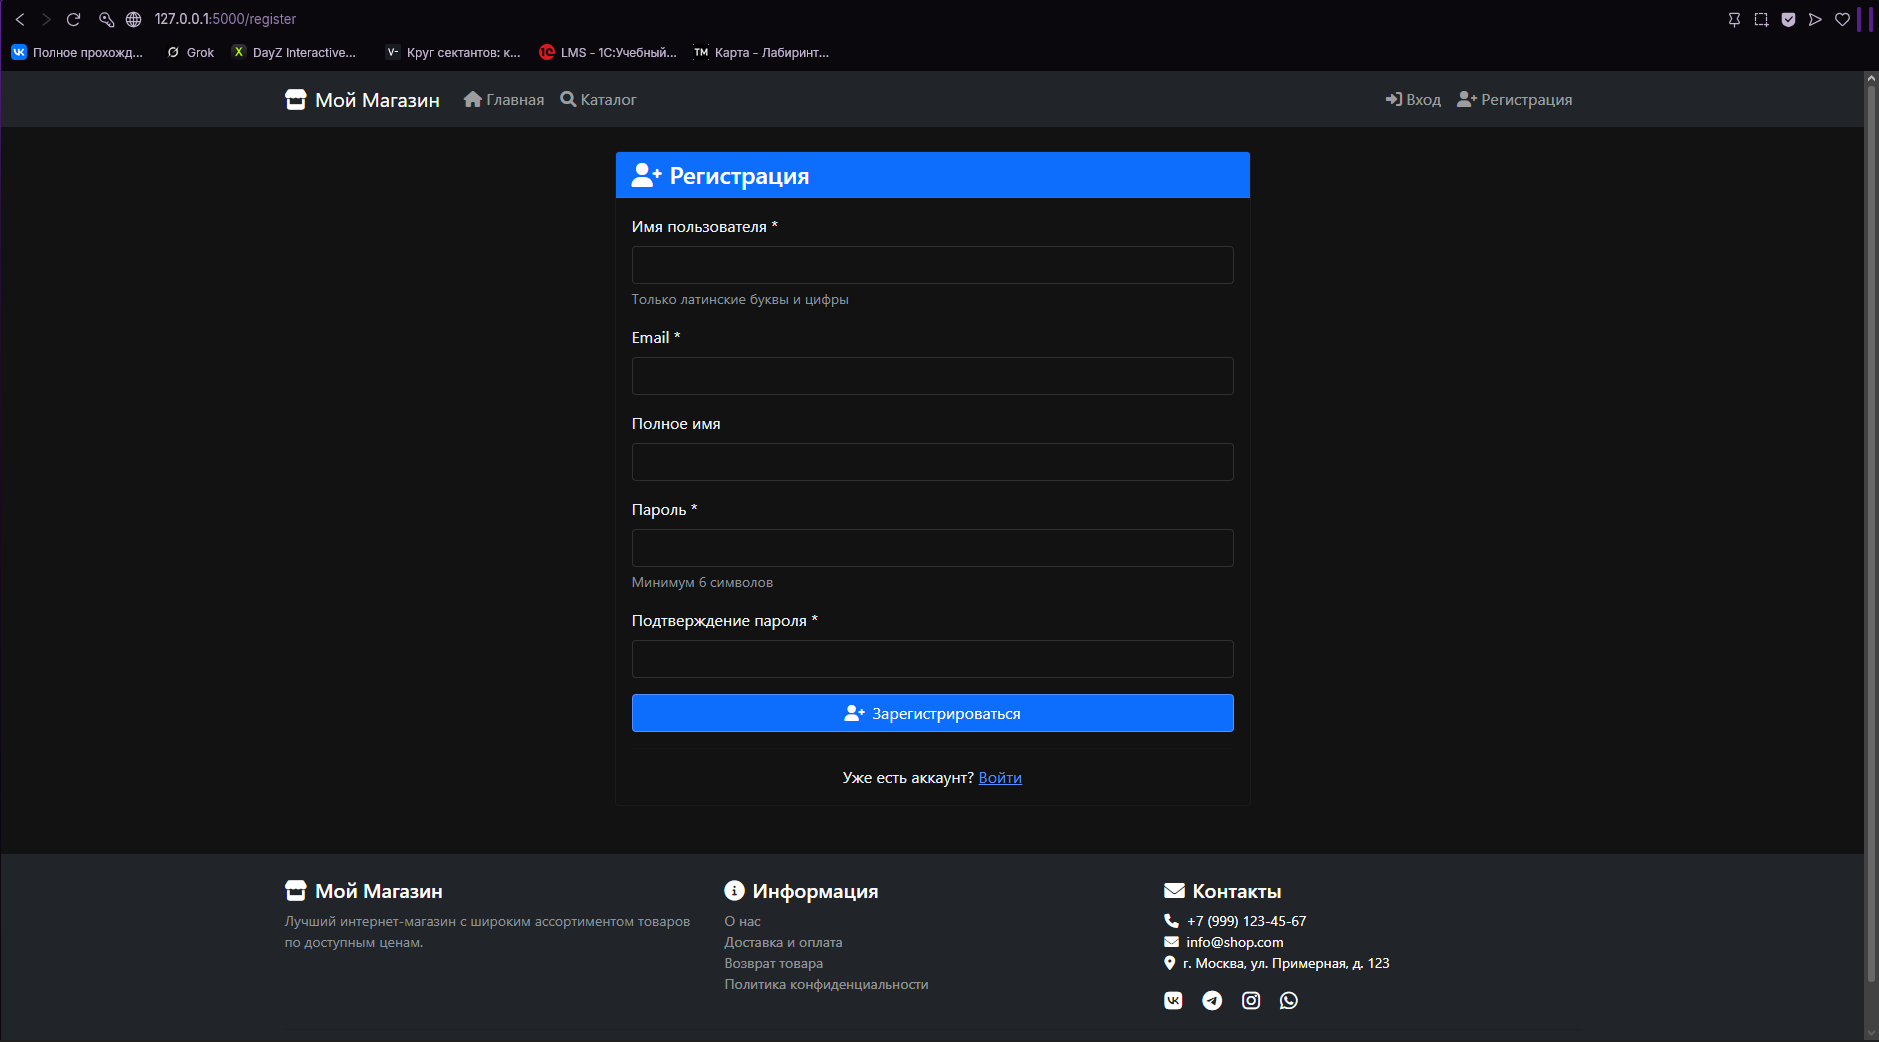 127.0.0.1:5000/register
Полное прохожд...
Grok
DayZ Interactive...
Круг сектантов: к...
LMS - 1С:Учебный...
Карта - Лабиринт...
Мой Магазин
Главная
Каталог
Вход
Регистрация
Регистрация
Имя пользователя *
Только латинские буквы и цифры
Email *
Полное имя
Пароль *
Минимум 6 символов
Подтверждение пароля *
Зарегистрироваться
Уже есть аккаунт? Войти
Мой Магазин
Лучший интернет-магазин с широким ассортиментом товаров
по доступным ценам.
Информация
О нас
Доставка и оплата
Возврат товара
Политика конфиденциальности
Контакты
+7 (999) 123-45-67
info@shop.com
г. Москва, ул. Примерная, д. 123